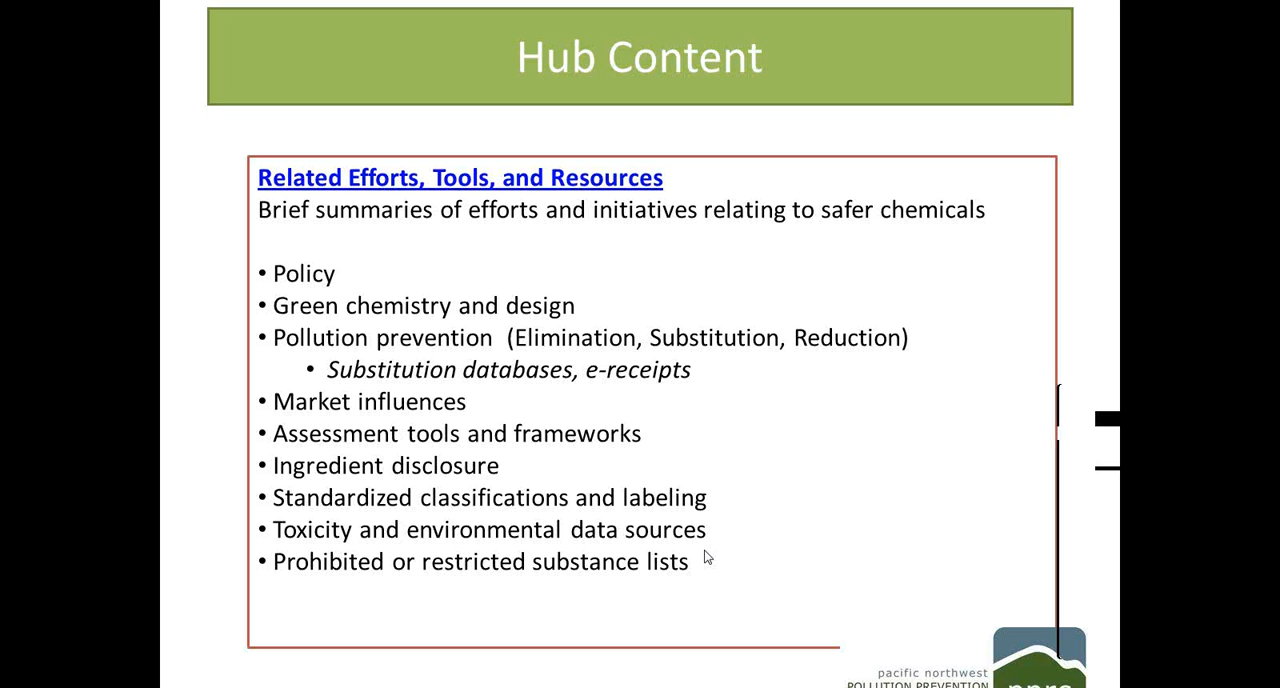 Hub Content
Related Efforts, Tools, and Resources
Brief summaries of efforts and initiatives relating to safer chemicals
• Policy
• Green chemistry and design
• Pollution prevention (Elimination, Substitution, Reduction)
• Substitution databases, e-receipts
• Market influences
• Assessment tools and frameworks
• Ingredient disclosure
• Standardized classifications and labeling
• Toxicity and environmental data sources
• Prohibited or restricted substance lists
pacific northwest
POLLUTION PREVENTION